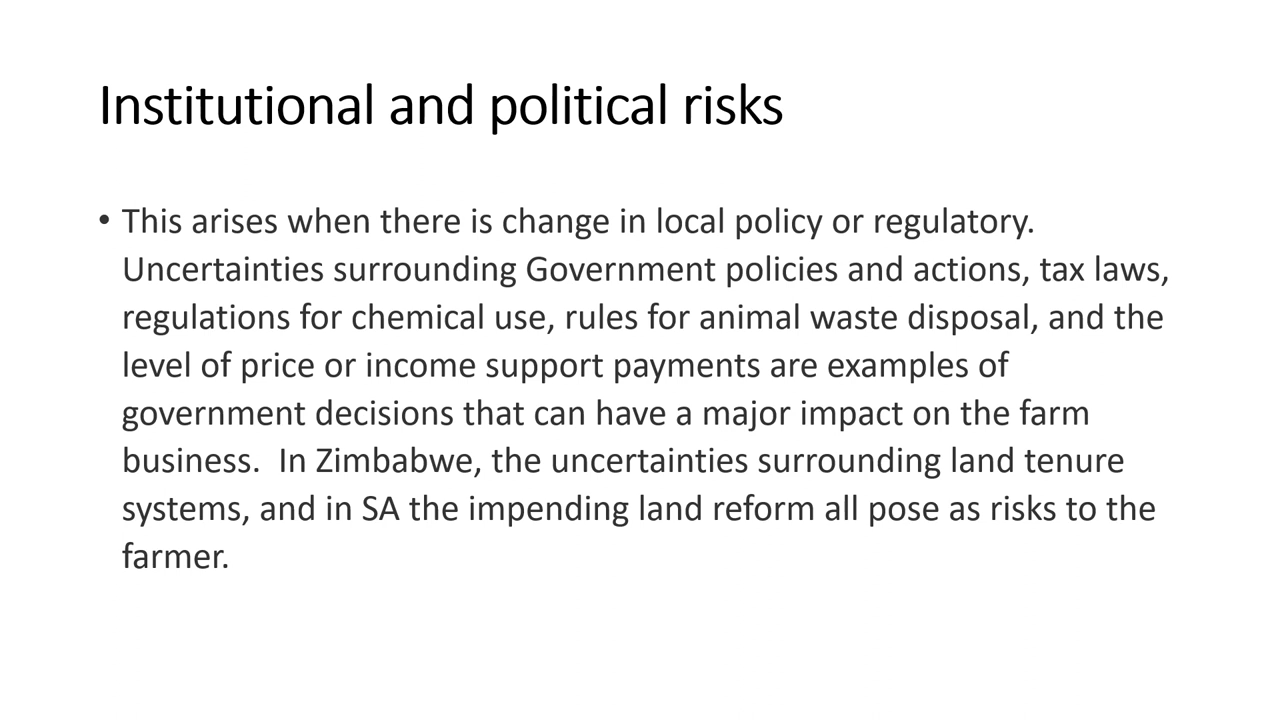 Institutional and political risks
• This arises when there is change in local policy or regulatory.
Uncertainties surrounding Government policies and actions, tax laws,
regulations for chemical use, rules for animal waste disposal, and the
level of price or income support payments are examples of
government decisions that can have a major impact on the farm
business.  In Zimbabwe, the uncertainties surrounding land tenure
systems, and in SA the impending land reform all pose as risks to the
farmer.